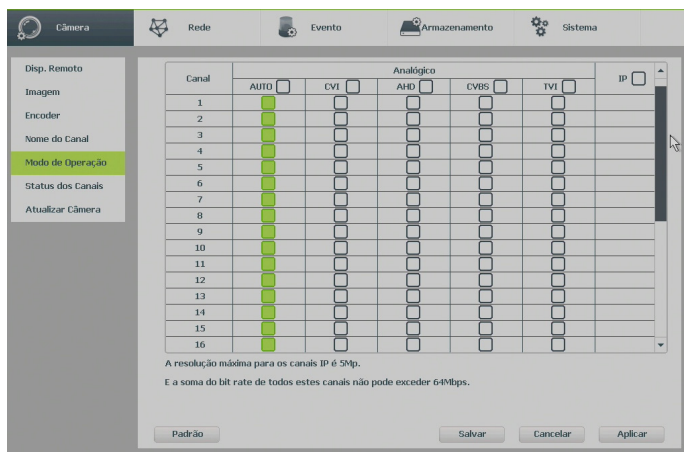 Câmera
Rede
Evento
Armazenamento
Sistema
Disp. Remoto
Imagem
Encoder
Nome do Canal
Modo de Operação
Status dos Canais
Atualizar Câmera
Canal
Analógico
IP
AUTO
CVI
AHD
CVBS
TVI
1
2
3
4
5
6
7
8
9
10
11
12
13
14
15
16
A resolução máxima para os canais IP é 5Mp.
E a soma do bit rate de todos estes canais não pode exceder 64Mbps.
Padrão
Salvar
Cancelar
Aplicar